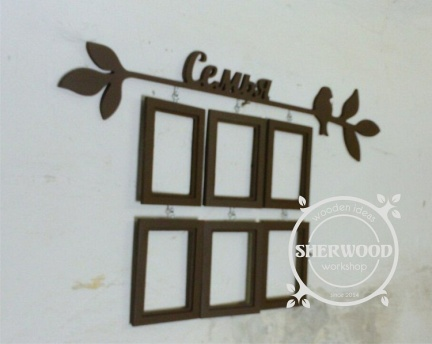 Семья
wooden ideas
SHERWOOD
workshop